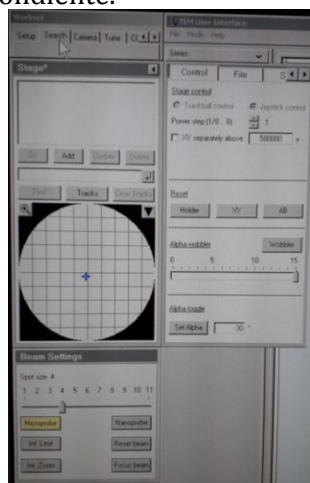 ondiente.
Workset
Setup Search Camera Tune
Stage*
Go Add Update Delete
Find Tracks Clear Tracks
Beam Settings
Spot size 4
1 2 3 4 5 6 7 8 9 10 11
Microprobe Nanoprobe
Int. Limit Reset beam
Int. Zoom Focus beam
TEM User Interface
File Mode Help
Series
Control File S
Stage control
Trackball control Joystick control
Power step (1/8 .. 8) 1
XY separately above 500000 x
Reset
Holder XY AB
Alpha wobbler Wobbler
0 5 10 15
Alpha toggle
Set Alpha -30 °